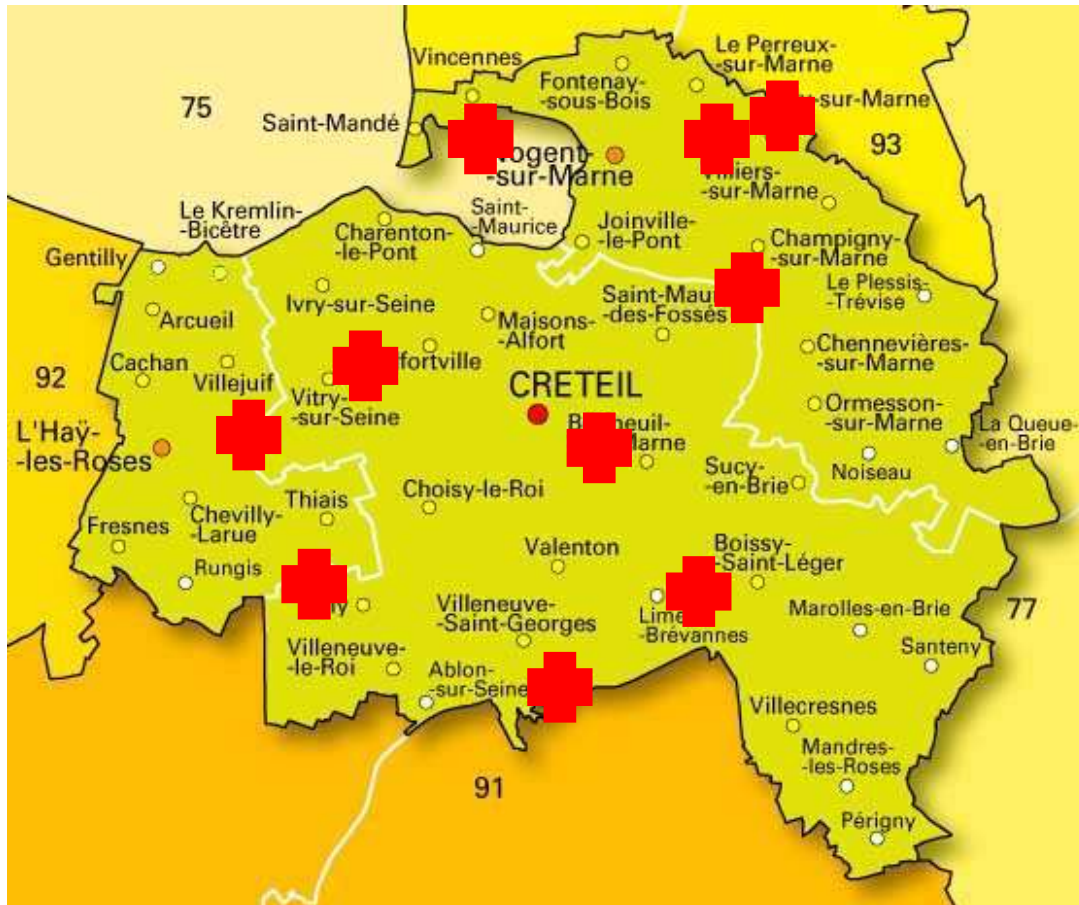 Le Perreux-
-sur-Marne
Vincennes
Fontenay-
-sous-Bois
75
-sur-Marne
Saint-Mandé
93
-sur-Marne
-sur-Marne
Le Kremlin-
-Bicêtre
Saint-
-Maurice
Charenton-
-le-Pont
Joinville-
-le-Pont
Champigny-
-sur-Marne
Gentilly
Le Plessis-
-Trévise
Ivry-sur-Seine
-des-Fossés
Arcueil
Maisons-
-Alfort
Chennevières-
-sur-Marne
Cachan
92
Villejuif
CRETEIL
Vitry-
-sur-Seine
Ormesson-
-sur-Marne
L'Haÿ-
-les-Roses
La Queue-
-en-Brie
Noiseau
Sucy-
-en-Brie
Choisy-le-Roi
Thiais
Chevilly-
-Larue
Fresnes
Valenton
Boissy-
-Saint-Léger
Rungis
Marolles-en-Brie
77
Villeneuve-
-Saint-Georges
-Brévannes
Santeny
Villeneuve-
-le-Roi
Ablon-
-sur-Seine
Villecresnes
Mandres-
-les-Roses
91
Périgny